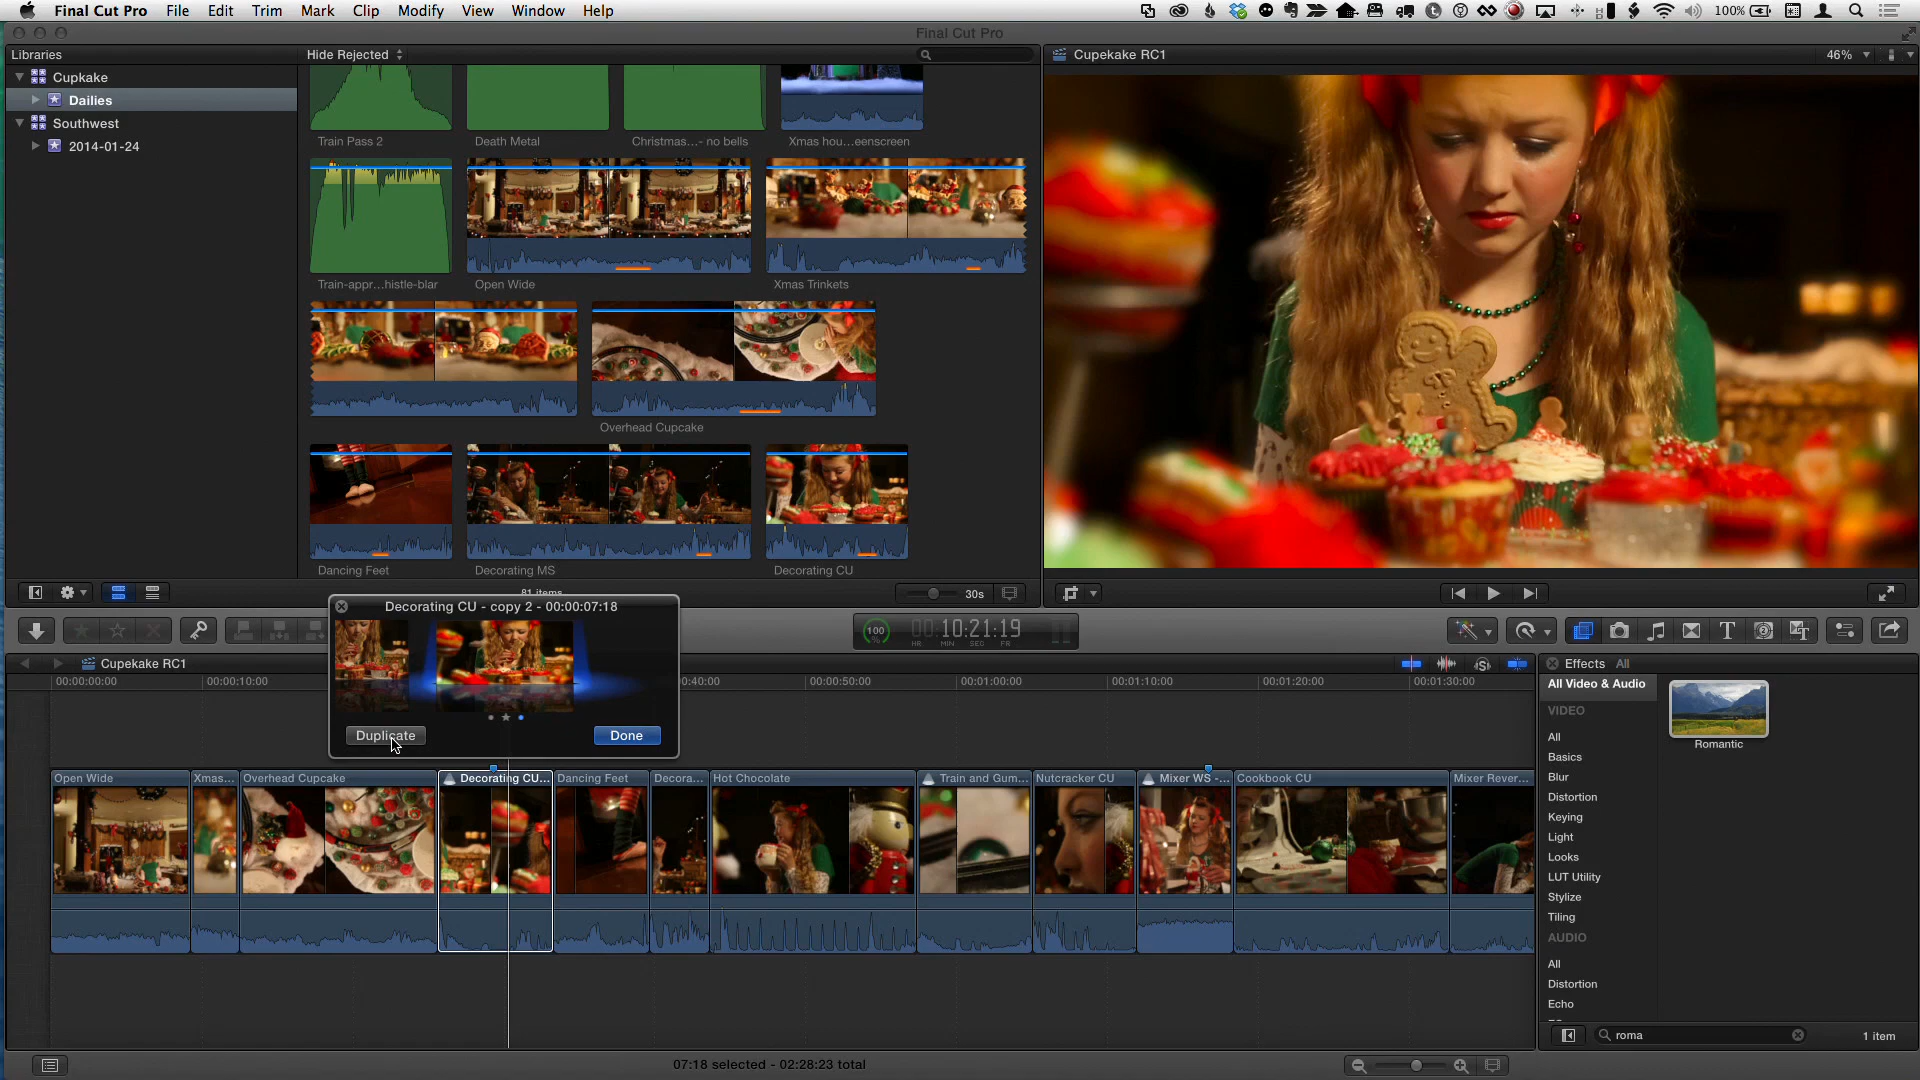 Final Cut Pro File Edit Trim Mark Clip Modify View Window Help 100%
Final Cut Pro
Libraries
Hide Rejected
Cupekake RC1 46%
Cupkake
Dailies
Southwest
2014-01-24
Train Pass 2
Death Metal
Christmas...- no bells
Xmas hou...eenscreen
Train-appr...histle-blar
Open Wide
Xmas Trinkets
Overhead Cupcake
Dancing Feet
Decorating MS
Decorating CU
81 items
30s
Decorating CU - copy 2 - 00:00:07:18
Duplicate
Done
100
%
10:21:19
HR MIN SEC FR
Cupekake RC1
00:00:00:00
00:00:10:00
00:00:50:00
00:01:00:00
00:01:10:00
00:01:20:00
00:01:30:00
Open Wide
Xmas...
Overhead Cupcake
Decorating CU...
Dancing Feet
Decora...
Hot Chocolate
Train and Gum...
Nutcracker CU
Mixer WS -...
Cookbook CU
Mixer Rever...
Effects All
All Video & Audio
VIDEO
All
Basics
Blur
Distortion
Keying
Light
Looks
LUT Utility
Stylize
Tiling
AUDIO
All
Distortion
Echo
Romantic
roma
1 item
07:18 selected - 02:28:23 total